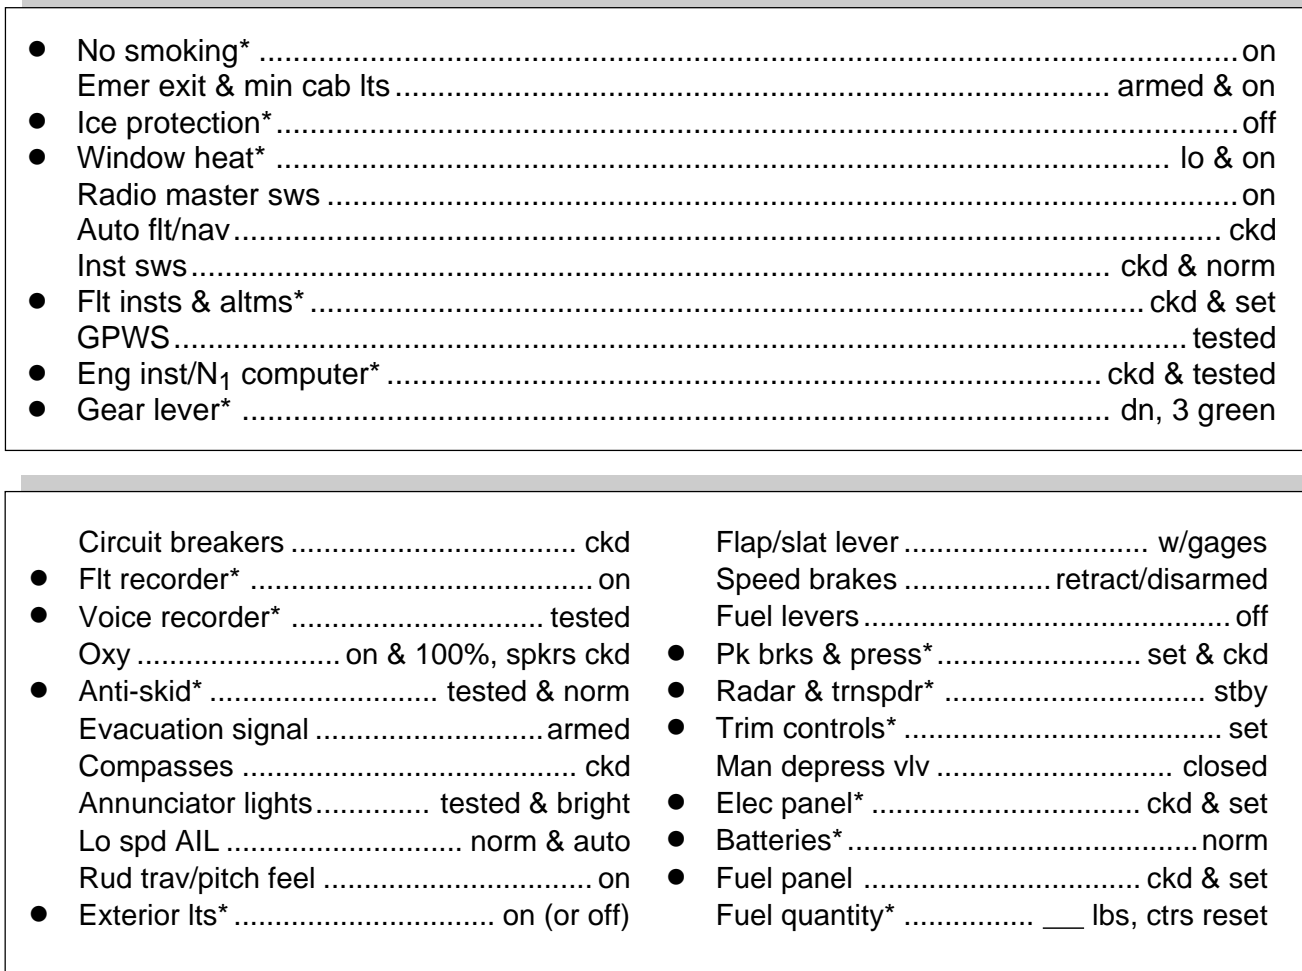 ● No smoking* ........ on
Emer exit & min cab lts ........ armed & on
● Ice protection* ........ off
● Window heat* ........ lo & on
Radio master sws ........ on
Auto flt/nav ........ ckd
Inst sws ........ ckd & norm
● Flt insts & altms* ........ ckd & set
GPWS ........ tested
● Eng inst/N1 computer* ........ ckd & tested
● Gear lever* ........ dn, 3 green
Circuit breakers ........ ckd
● Flt recorder* ........ on
● Voice recorder* ........ tested
Oxy ........ on & 100%, spkrs ckd
● Anti-skid* ........ tested & norm
Evacuation signal ........ armed
Compasses ........ ckd
Annunciator lights ........ tested & bright
Lo spd AIL ........ norm & auto
Rud trav/pitch feel ........ on
● Exterior lts* ........ on (or off)
Flap/slat lever ........ w/gages
Speed brakes ........ retract/disarmed
Fuel levers ........ off
● Pk brks & press* ........ set & ckd
● Radar & trnspdr* ........ stby
● Trim controls* ........ set
Man depress vlv ........ closed
● Elec panel* ........ ckd & set
● Batteries* ........ norm
● Fuel panel ........ ckd & set
Fuel quantity* ........ ___ lbs, ctrs reset